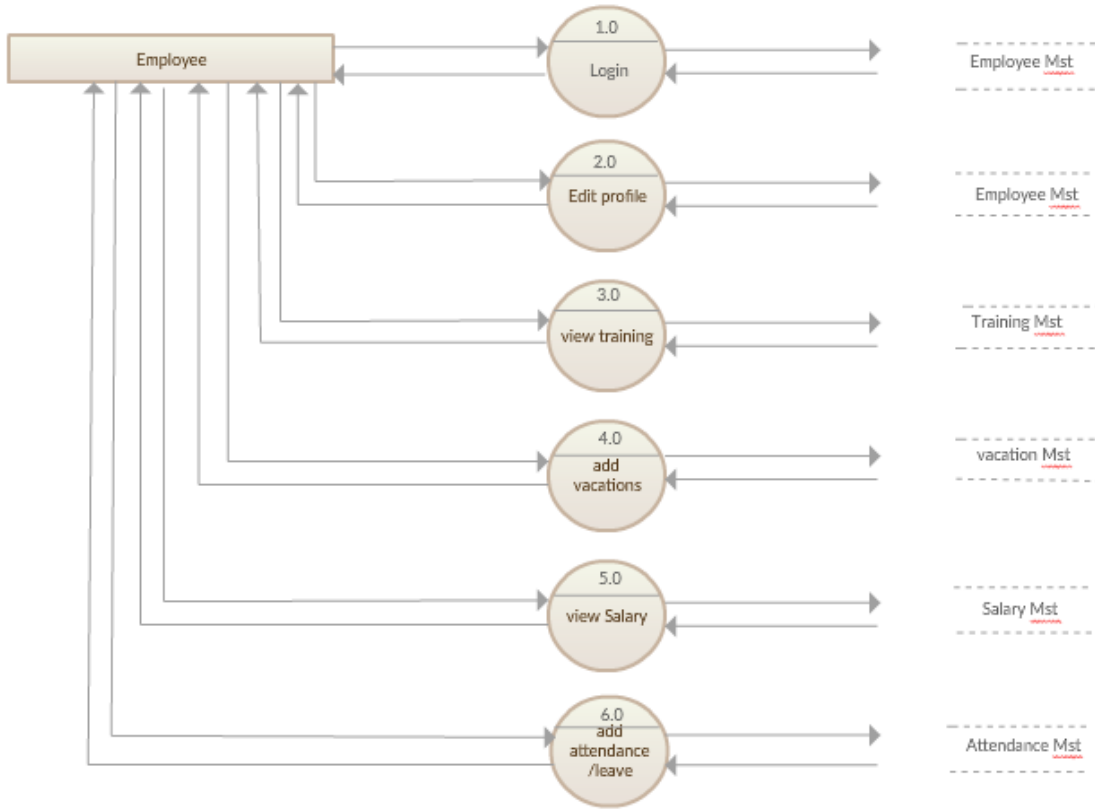 Employee
1.0
Login
Employee Mst
2.0
Edit profile
Employee Mst
3.0
view training
Training Mst
4.0
add
vacations
vacation Mst
5.0
view Salary
Salary Mst
6.0
add
attendance
/leave
Attendance Mst